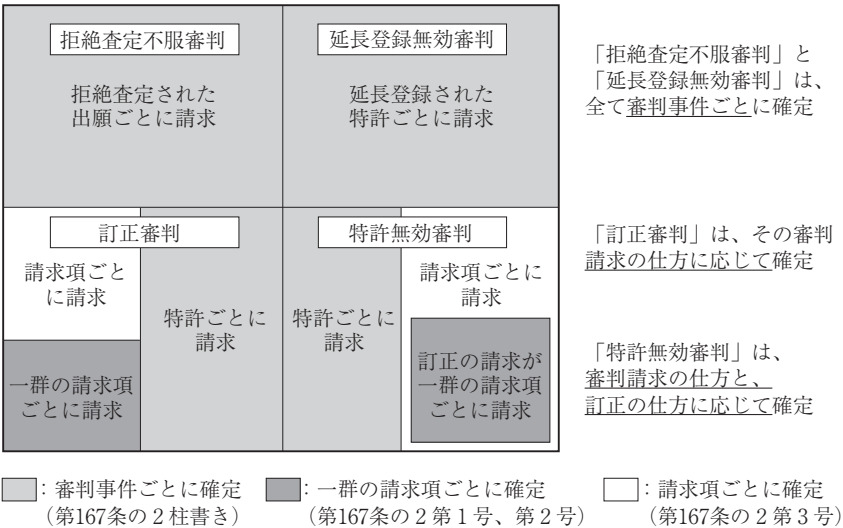 拒絶査定不服審判
拒絶査定された
出願ごとに請求
延長登録無効審判
延長登録された
特許ごとに請求
「拒絶査定不服審判」と
「延長登録無効審判」は、
全て審判事件ごとに確定
訂正審判
請求項ごと
に請求
特許ごとに
請求
一群の請求項
ごとに請求
特許無効審判
特許ごとに
請求
請求項ごとに
請求
訂正の請求が
一群の請求項
ごとに請求
「訂正審判」は、その審判
請求の仕方に応じて確定
「特許無効審判」は、
審判請求の仕方と、
訂正の仕方に応じて確定
：審判事件ごとに確定
（第167条の２柱書き）
：一群の請求項ごとに確定
（第167条の２第１号、第２号）
：請求項ごとに確定
（第167条の２第３号）